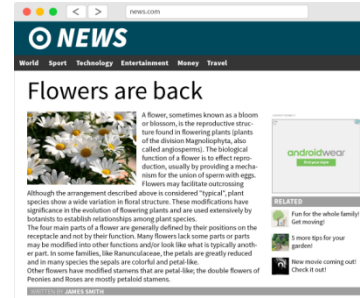 news.com
NEWS
World Sport Technology Entertainment Money Travel
Flowers are back
A flower, sometimes known as a bloom
or blossom, is the reproductive struc-
ture found in flowering plants (plants
of the division Magnoliophyta, also
called angiosperms). The biological
function of a flower is to effect repro-
duction, usually by providing a mecha-
nism for the union of sperm with eggs.
Flowers may facilitate outcrossing
Although the arrangement described above is considered "typical", plant
species show a wide variation in floral structure. These modifications have
significance in the evolution of flowering plants and are used extensively by
botanists to establish relationships among plant species.
The four main parts of a flower are generally defined by their positions on the
receptacle and not by their function. Many flowers lack some parts or parts
may be modified into other functions and/or look like what is typically anoth-
er part. In some families, like Ranunculaceae, the petals are greatly reduced
and in many species the sepals are colorful and petal-like.
Other flowers have modified stamens that are petal-like; the double flowers of
Peonies and Roses are mostly petaloid stamens.
WRITTEN BY JAMES SMITH
androidwear
RELATED
Fun for the whole family!
Get moving!
5 more tips for your
garden!
New movie coming out!
Check it out!